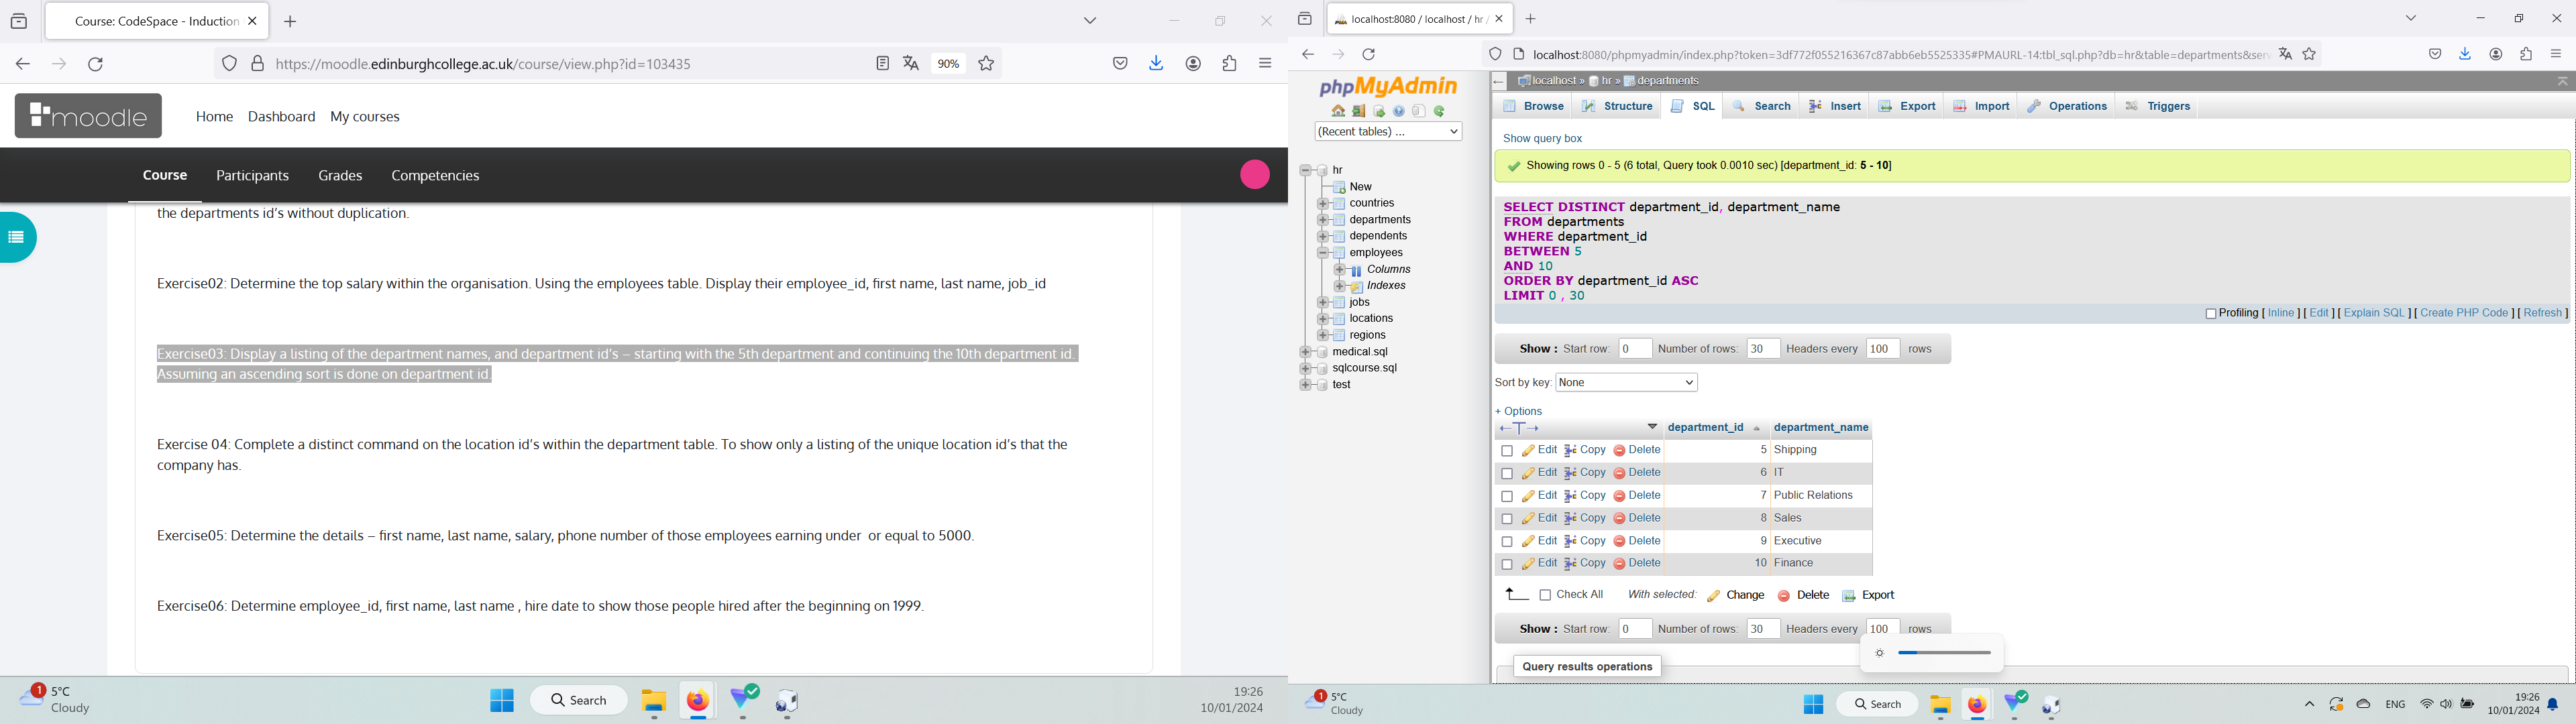 Course: CodeSpace - Induction
https://moodle.edinburghcollege.ac.uk/course/view.php?id=103435
90%
moodle
Home Dashboard My courses
Course Participants Grades Competencies
the departments id's without duplication.
Exercise02: Determine the top salary within the organisation. Using the employees table. Display their employee_id, first name, last name, job_id
Exercise03: Display a listing of the department names, and department id's – starting with the 5th department and continuing the 10th department id.
Assuming an ascending sort is done on department id.
Exercise 04: Complete a distinct command on the location id's within the department table. To show only a listing of the unique location id's that the
company has.
Exercise05: Determine the details – first name, last name, salary, phone number of those employees earning under or equal to 5000.
Exercise06: Determine employee_id, first name, last name , hire date to show those people hired after the beginning on 1999.
1
5°C
Cloudy
Search
19:26
10/01/2024
localhost:8080 / localhost / hr /
localhost:8080/phpmyadmin/index.php?token=3df772f055216367c87abb6eb5525335#PMAURL-14:tbl_sql.php?db=hr&table=departments&serv
phpMyAdmin
(Recent tables) ...
hr
New
countries
departments
dependents
employees
Columns
Indexes
jobs
locations
regions
medical.sql
sqlcourse.sql
test
localhost » hr » departments
Browse Structure SQL Search Insert Export Import Operations Triggers
Show query box
Showing rows 0 - 5 (6 total, Query took 0.0010 sec) [department_id: 5 - 10]
SELECT DISTINCT department_id, department_name
FROM departments
WHERE department_id
BETWEEN 5
AND 10
ORDER BY department_id ASC
LIMIT 0 , 30
Profiling [ Inline ] [ Edit ] [ Explain SQL ] [ Create PHP Code ] [ Refresh ]
Show : Start row: 0 Number of rows: 30 Headers every 100 rows
Sort by key: None
+ Options
←T→ department_id department_name
Edit Copy Delete 5 Shipping
Edit Copy Delete 6 IT
Edit Copy Delete 7 Public Relations
Edit Copy Delete 8 Sales
Edit Copy Delete 9 Executive
Edit Copy Delete 10 Finance
Check All With selected: Change Delete Export
Show : Start row: 0 Number of rows: 30 Headers every 100 rows
Query results operations
1
5°C
Cloudy
Search
ENG
19:26
10/01/2024